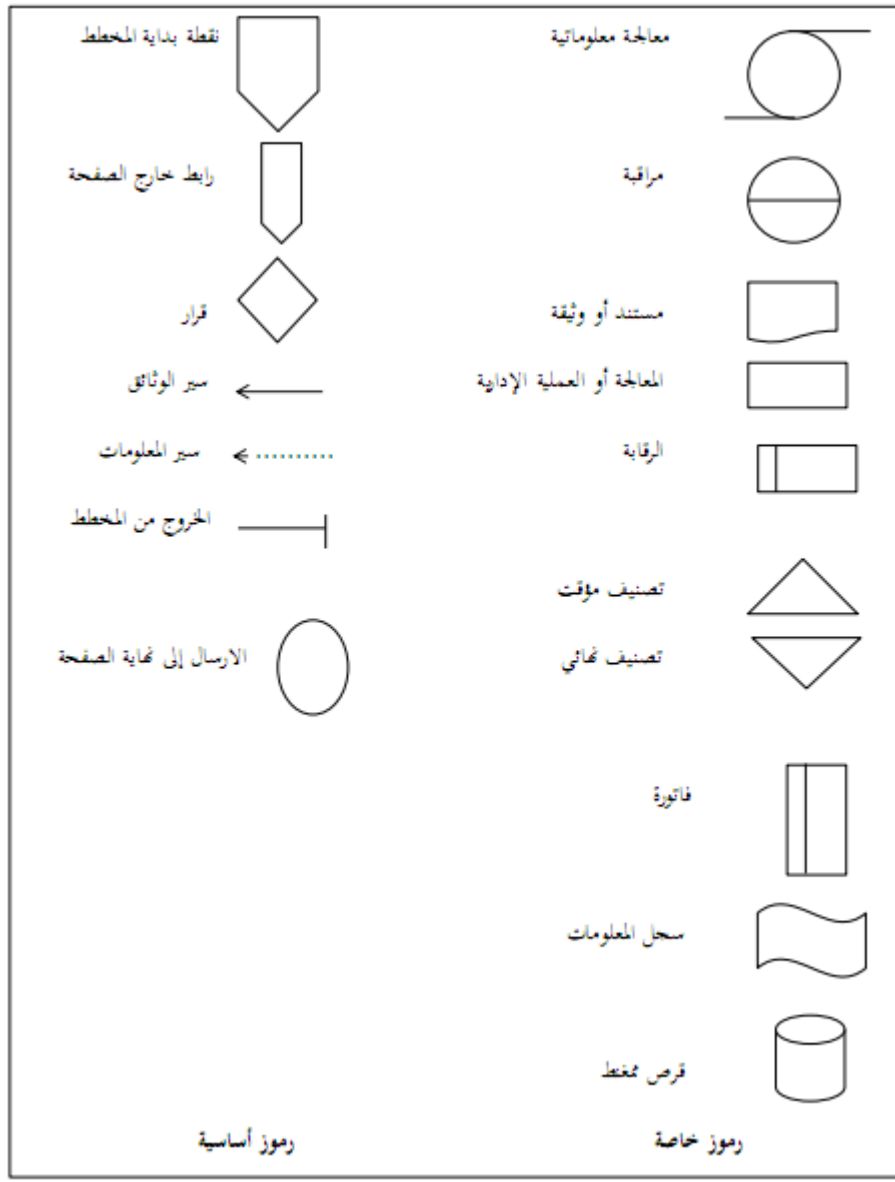 معالجة معلوماتية
نقطة بداية المخطط
مراقبة
رابط خارج الصفحة
مستند أو وثيقة
قرار
المعالجة أو العملية الإدارية
سير الوثائق
الرقابة
سير المعلومات
الخروج من المخطط
تصنيف مؤقت
تصنيف نهائي
الارسال إلى نهاية الصفحة
فاتورة
سجل المعلومات
قرص ممغنط
رموز خاصة
رموز أساسية